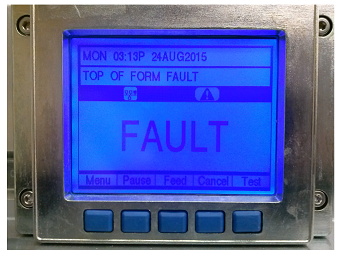 MON 03:13P 24AUG2015
TOP OF FORM FAULT
FAULT
Menu | Pause | Feed | Cancel | Test